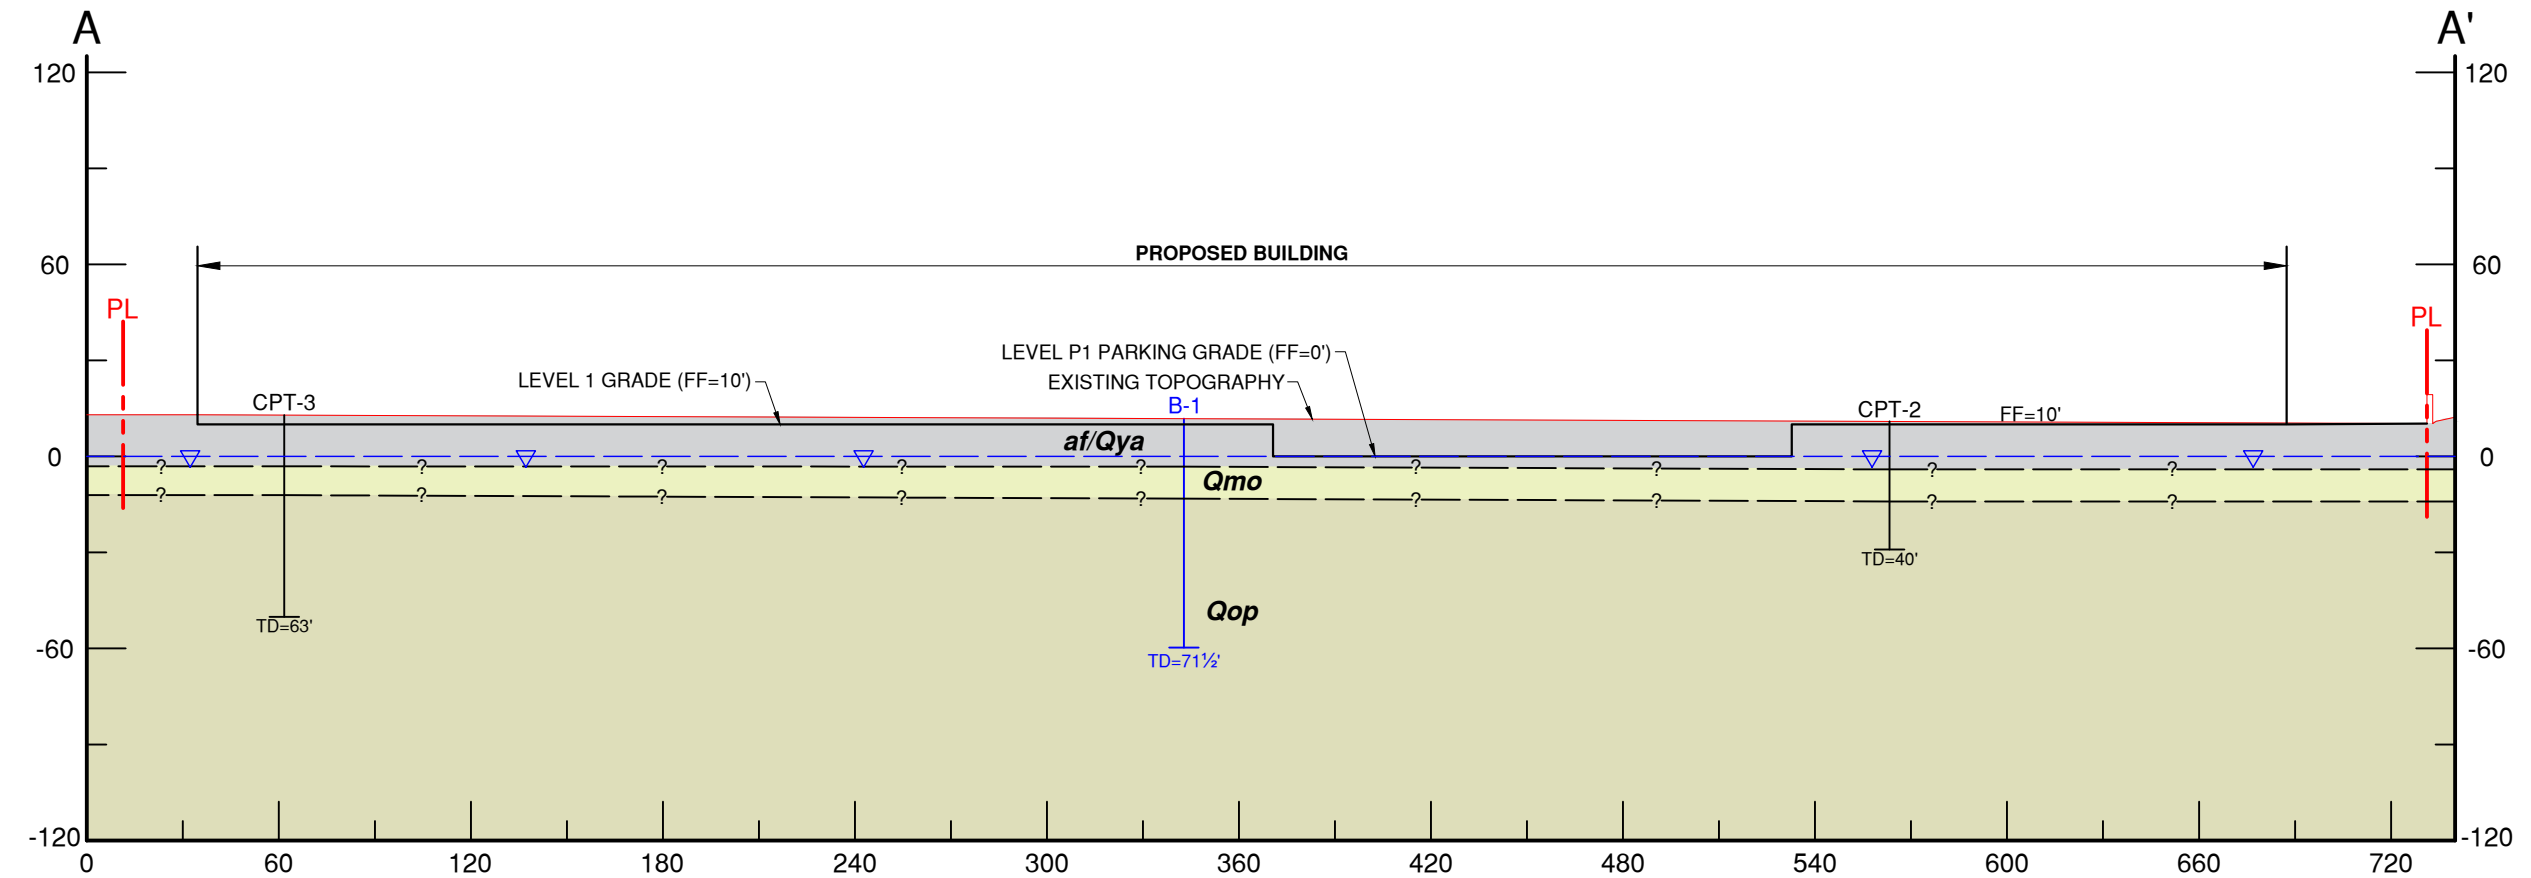 A A'
120 120
PROPOSED BUILDING
60 60
PL PL
LEVEL P1 PARKING GRADE (FF=0')
LEVEL 1 GRADE (FF=10') EXISTING TOPOGRAPHY
CPT-3 B-1 CPT-2 FF=10'
af/Qya
0 0
? ? ? ? ? ? ? ? ?
Qmo
? ? ? ? ? ? ? ? ?
TD=40'
Qop
TD=63'
-60 -60
TD=71½'
-120 -120
0 60 120 180 240 300 360 420 480 540 600 660 720